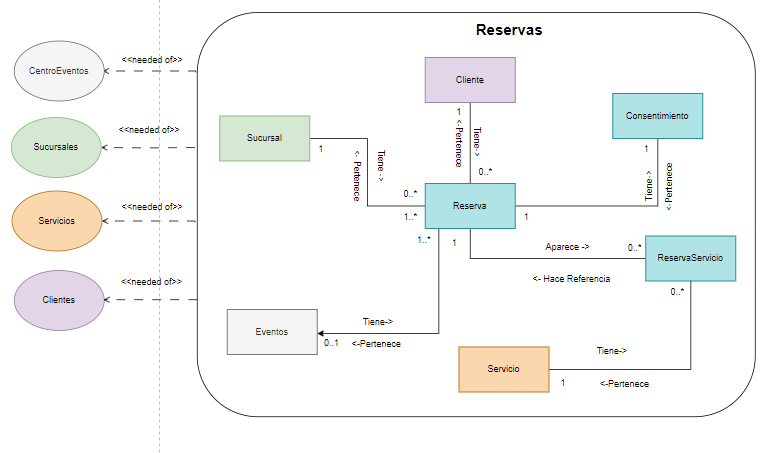 Reservas
<<needed of>>
CentroEventos
Cliente
Consentimiento
1
<<needed of>>
Sucursal
Sucursales
1
<- Pertenece
Tiene ->
<-Pertenece
Tiene->
1
Tiene->
<-Pertenece
0..*
0..*
Reserva
<<needed of>>
1..*
1
Servicios
1..*
1
Aparece ->
0..*
ReservaServicio
<<needed of>>
<- Hace Referencia
0..*
Clientes
Tiene->
Eventos
0..1
<-Pertenece
Tiene->
Servicio
1
<-Pertenece